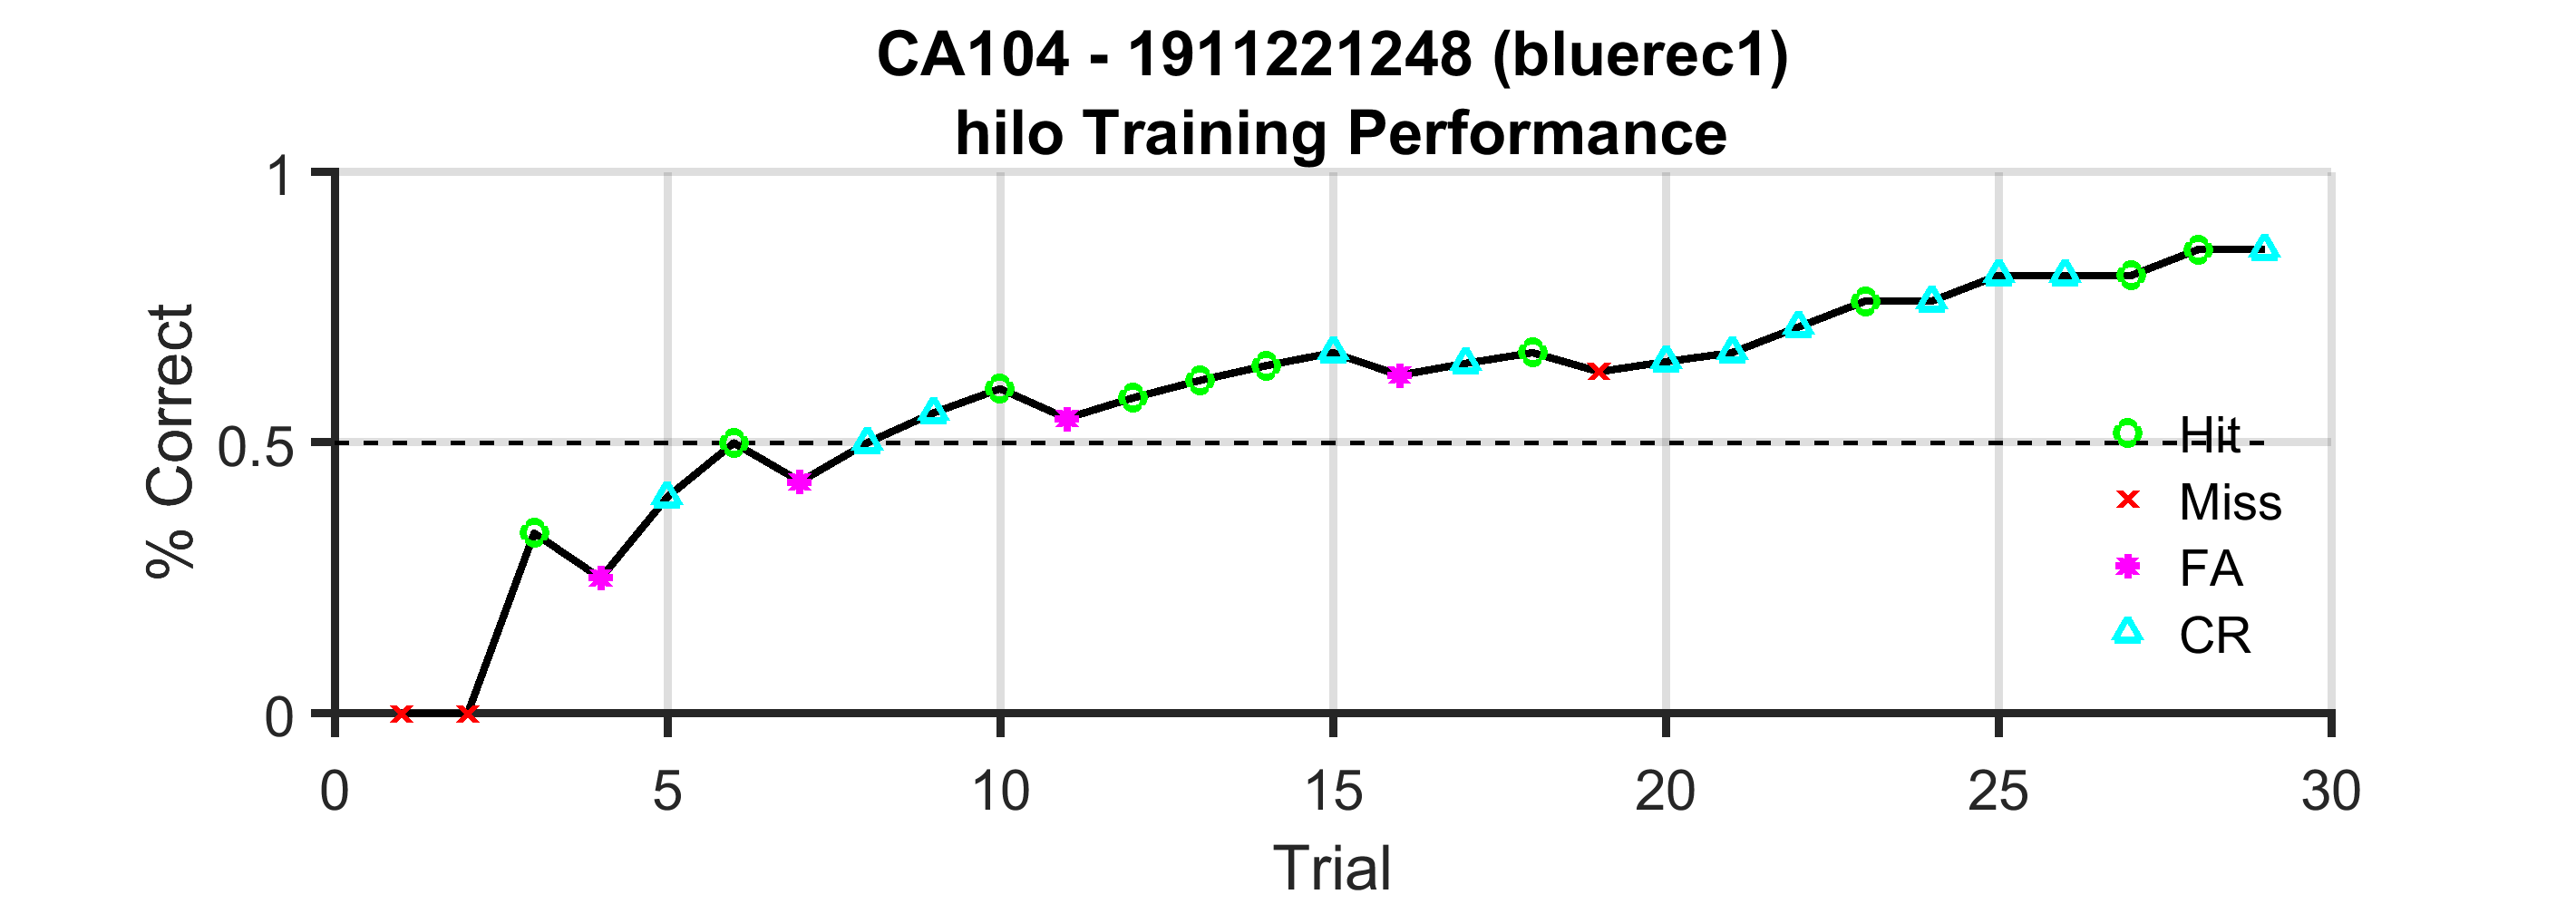 CA104 - 1911221248 (bluerec1)
hilo Training Performance
% Correct
1
0.5
0
Hit
Miss
FA
CR
0 5 10 15 20 25 30
Trial